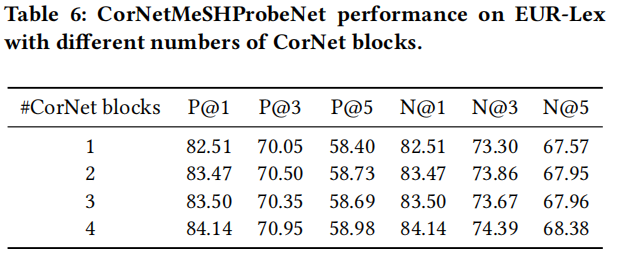 Table 6: CorNetMeSHProbeNet performance on EUR-Lex
with different numbers of CorNet blocks.
#CorNet blocks P@1 P@3 P@5 N@1 N@3 N@5
1 82.51 70.05 58.40 82.51 73.30 67.57
2 83.47 70.50 58.73 83.47 73.86 67.95
3 83.50 70.35 58.69 83.50 73.67 67.96
4 84.14 70.95 58.98 84.14 74.39 68.38